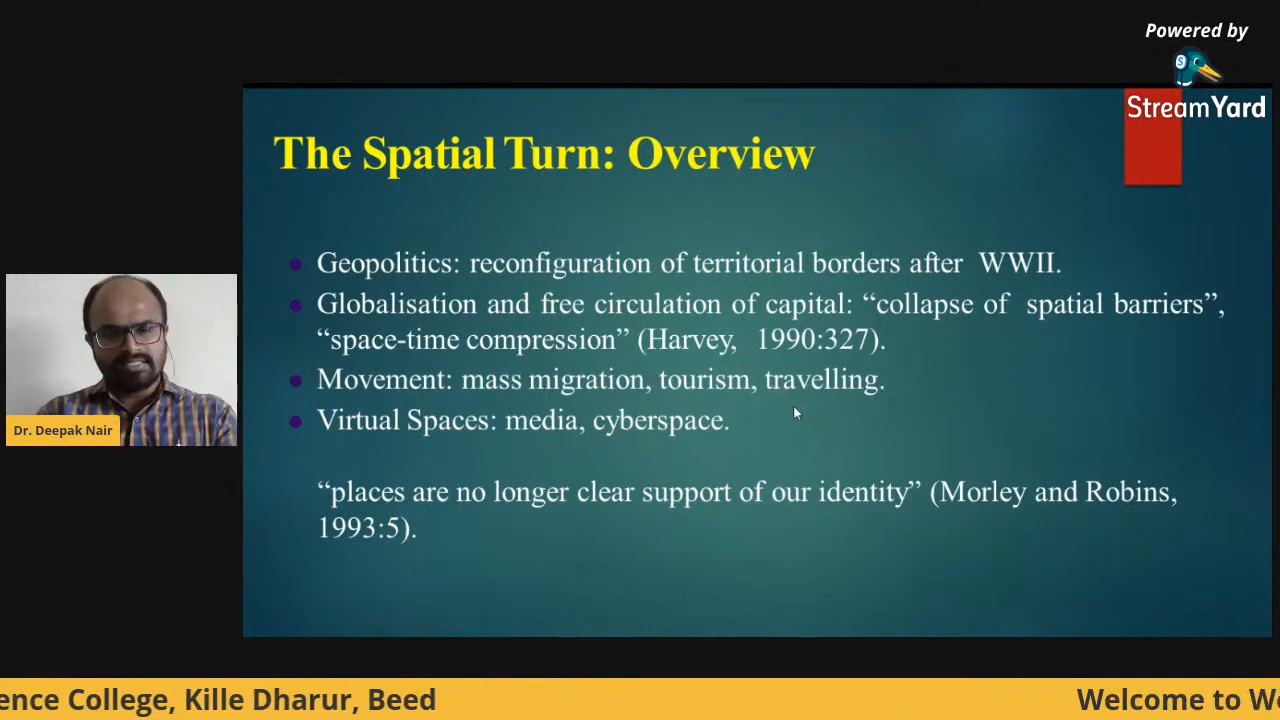 Powered by
StreamYard
The Spatial Turn: Overview
Geopolitics: reconfiguration of territorial borders after WWII.
Globalisation and free circulation of capital: “collapse of spatial barriers”,
“space-time compression” (Harvey, 1990:327).
Movement: mass migration, tourism, travelling.
Virtual Spaces: media, cyberspace.
“places are no longer clear support of our identity” (Morley and Robins,
1993:5).
Dr. Deepak Nair
ence College, Kille Dharur, Beed
Welcome to We